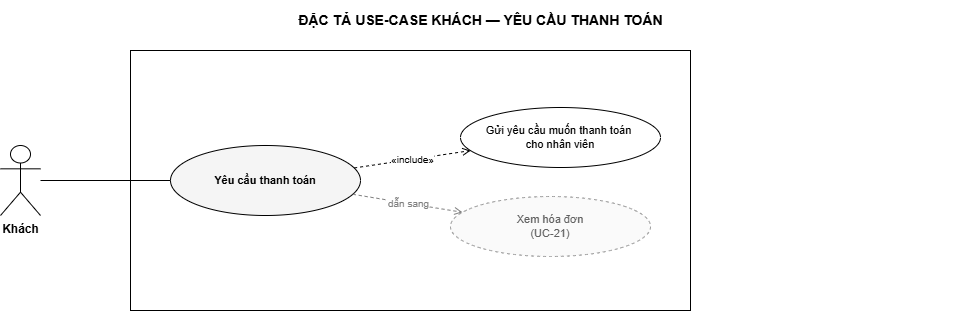 ĐẶC TẢ USE-CASE KHÁCH — YÊU CẦU THANH TOÁN
Gửi yêu cầu muốn thanh toán
cho nhân viên
«include»
Yêu cầu thanh toán
dẫn sang
Xem hóa đơn
(UC-21)
Khách